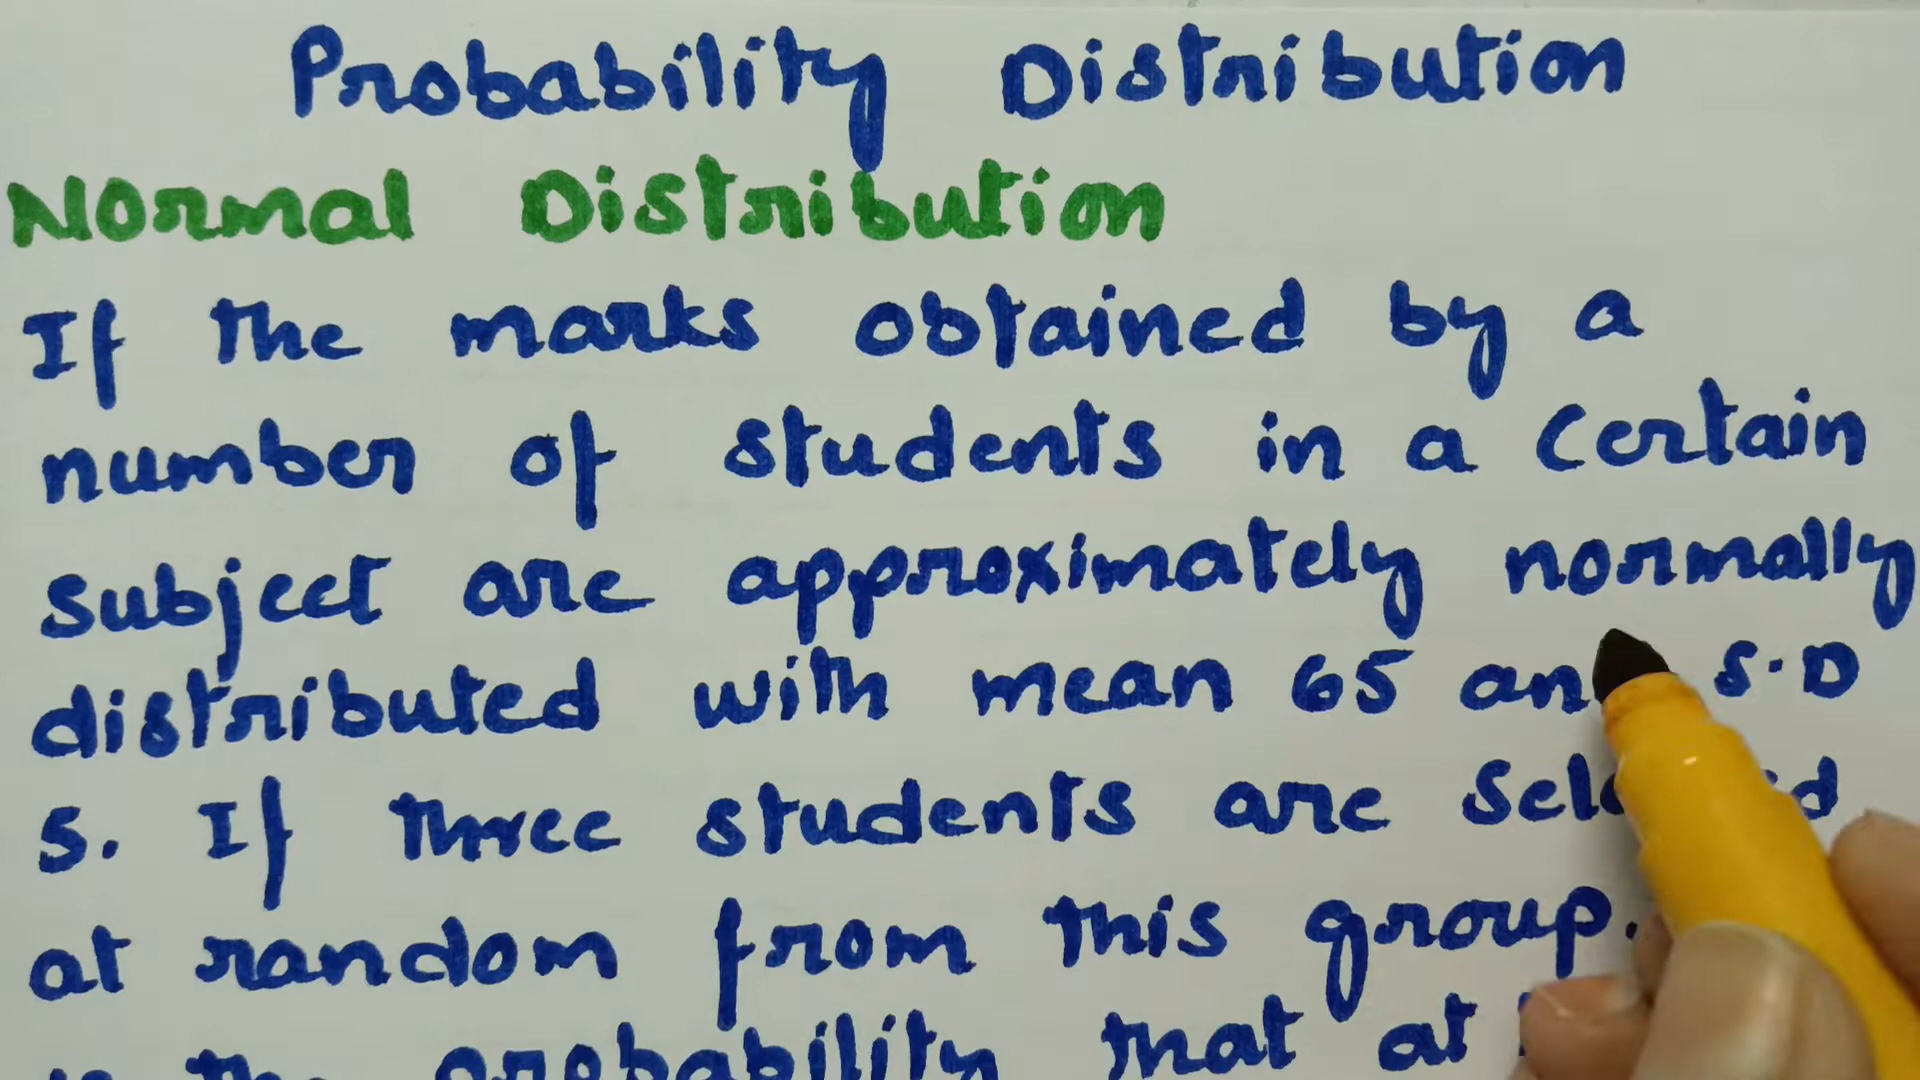 Probability Distribution
Normal Distribution
If the marks obtained by a
number of students in a certain
subject are approximately normally
distributed with mean 65 and S.D
5. If three students are
at random from this group.
the probability that at